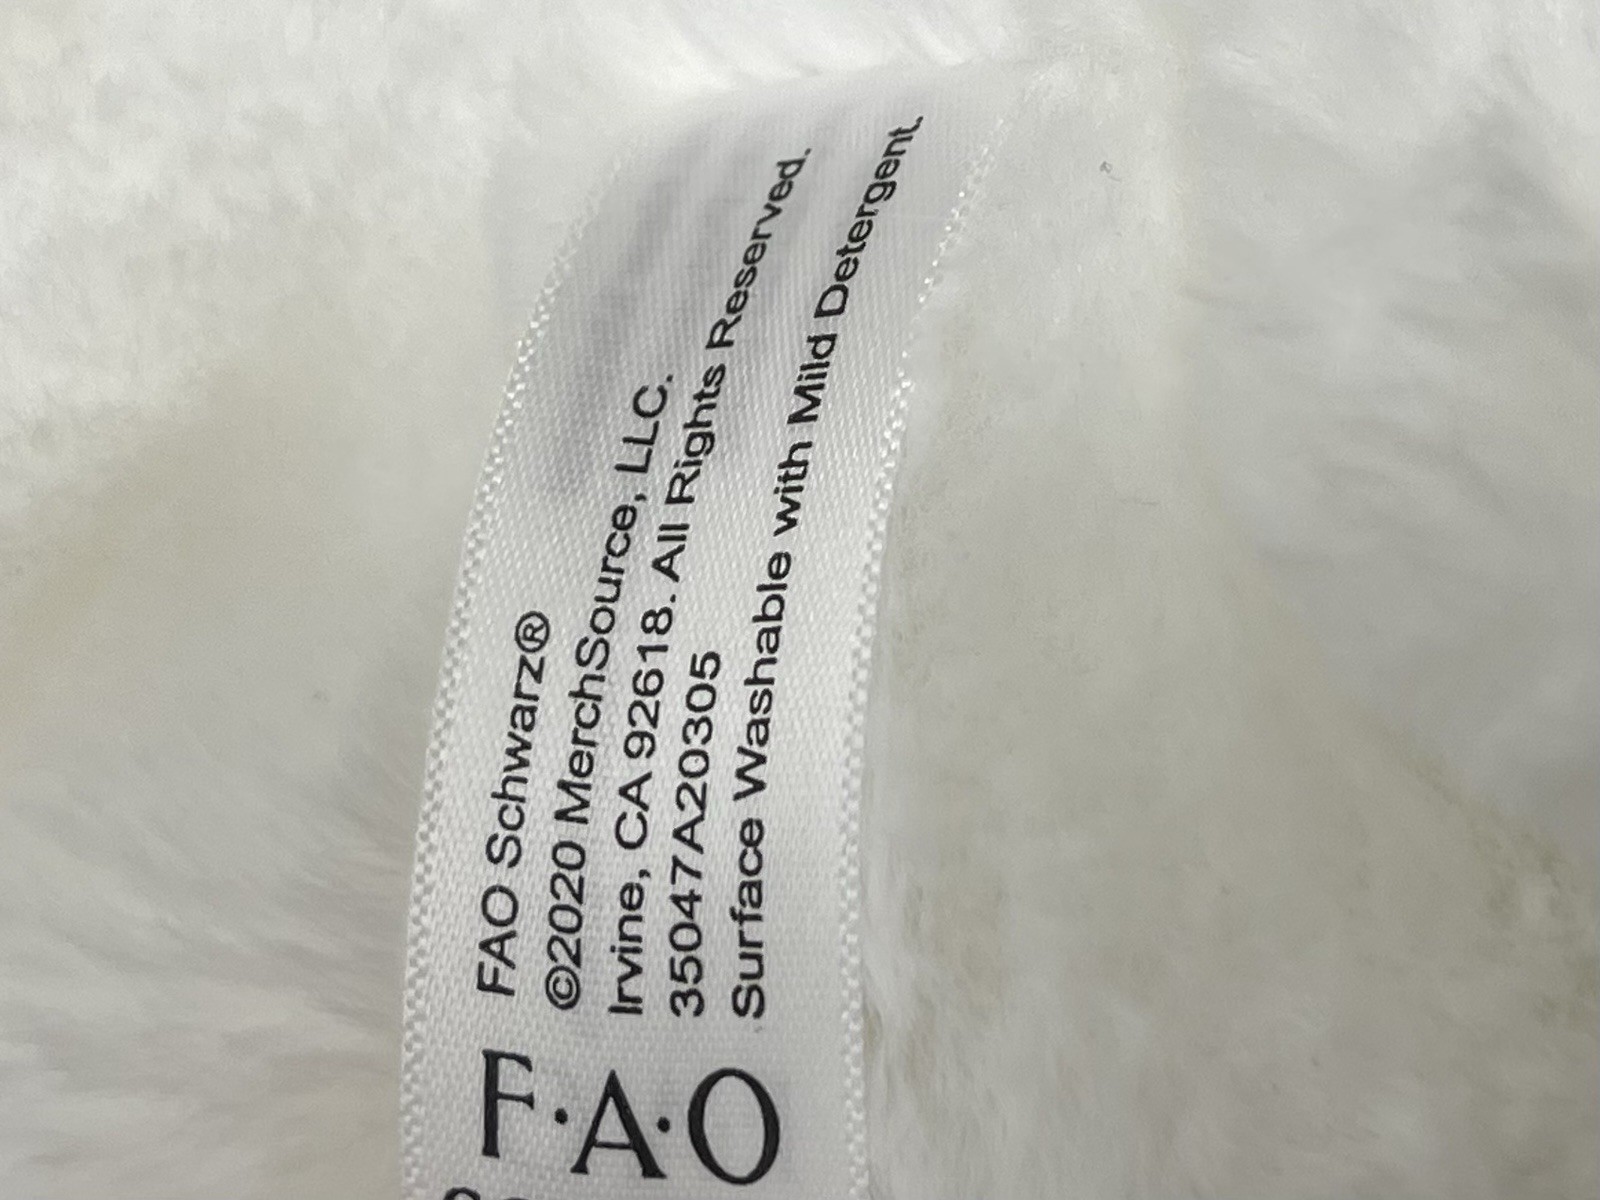 FAO Schwarz®
©2020 MerchSource, LLC.
Irvine, CA 92618. All Rights Reserved.
35047A20305
Surface Washable with Mild Detergent.
F·A·O